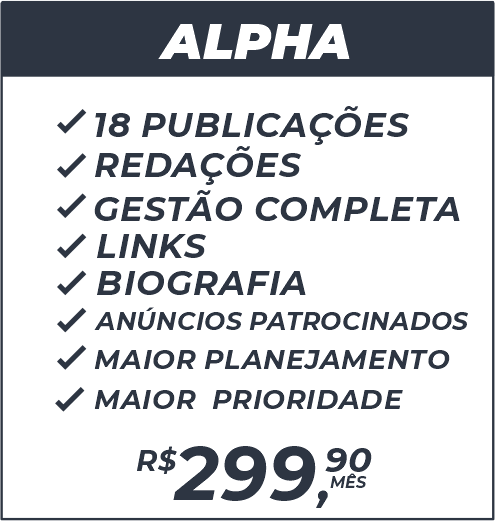 ALPHA
18 PUBLICAÇÕES
REDAÇÕES
GESTÃO COMPLETA
LINKS
BIOGRAFIA
ANÚNCIOS PATROCINADOS
MAIOR PLANEJAMENTO
MAIOR PRIORIDADE
R$299,90 MÊS